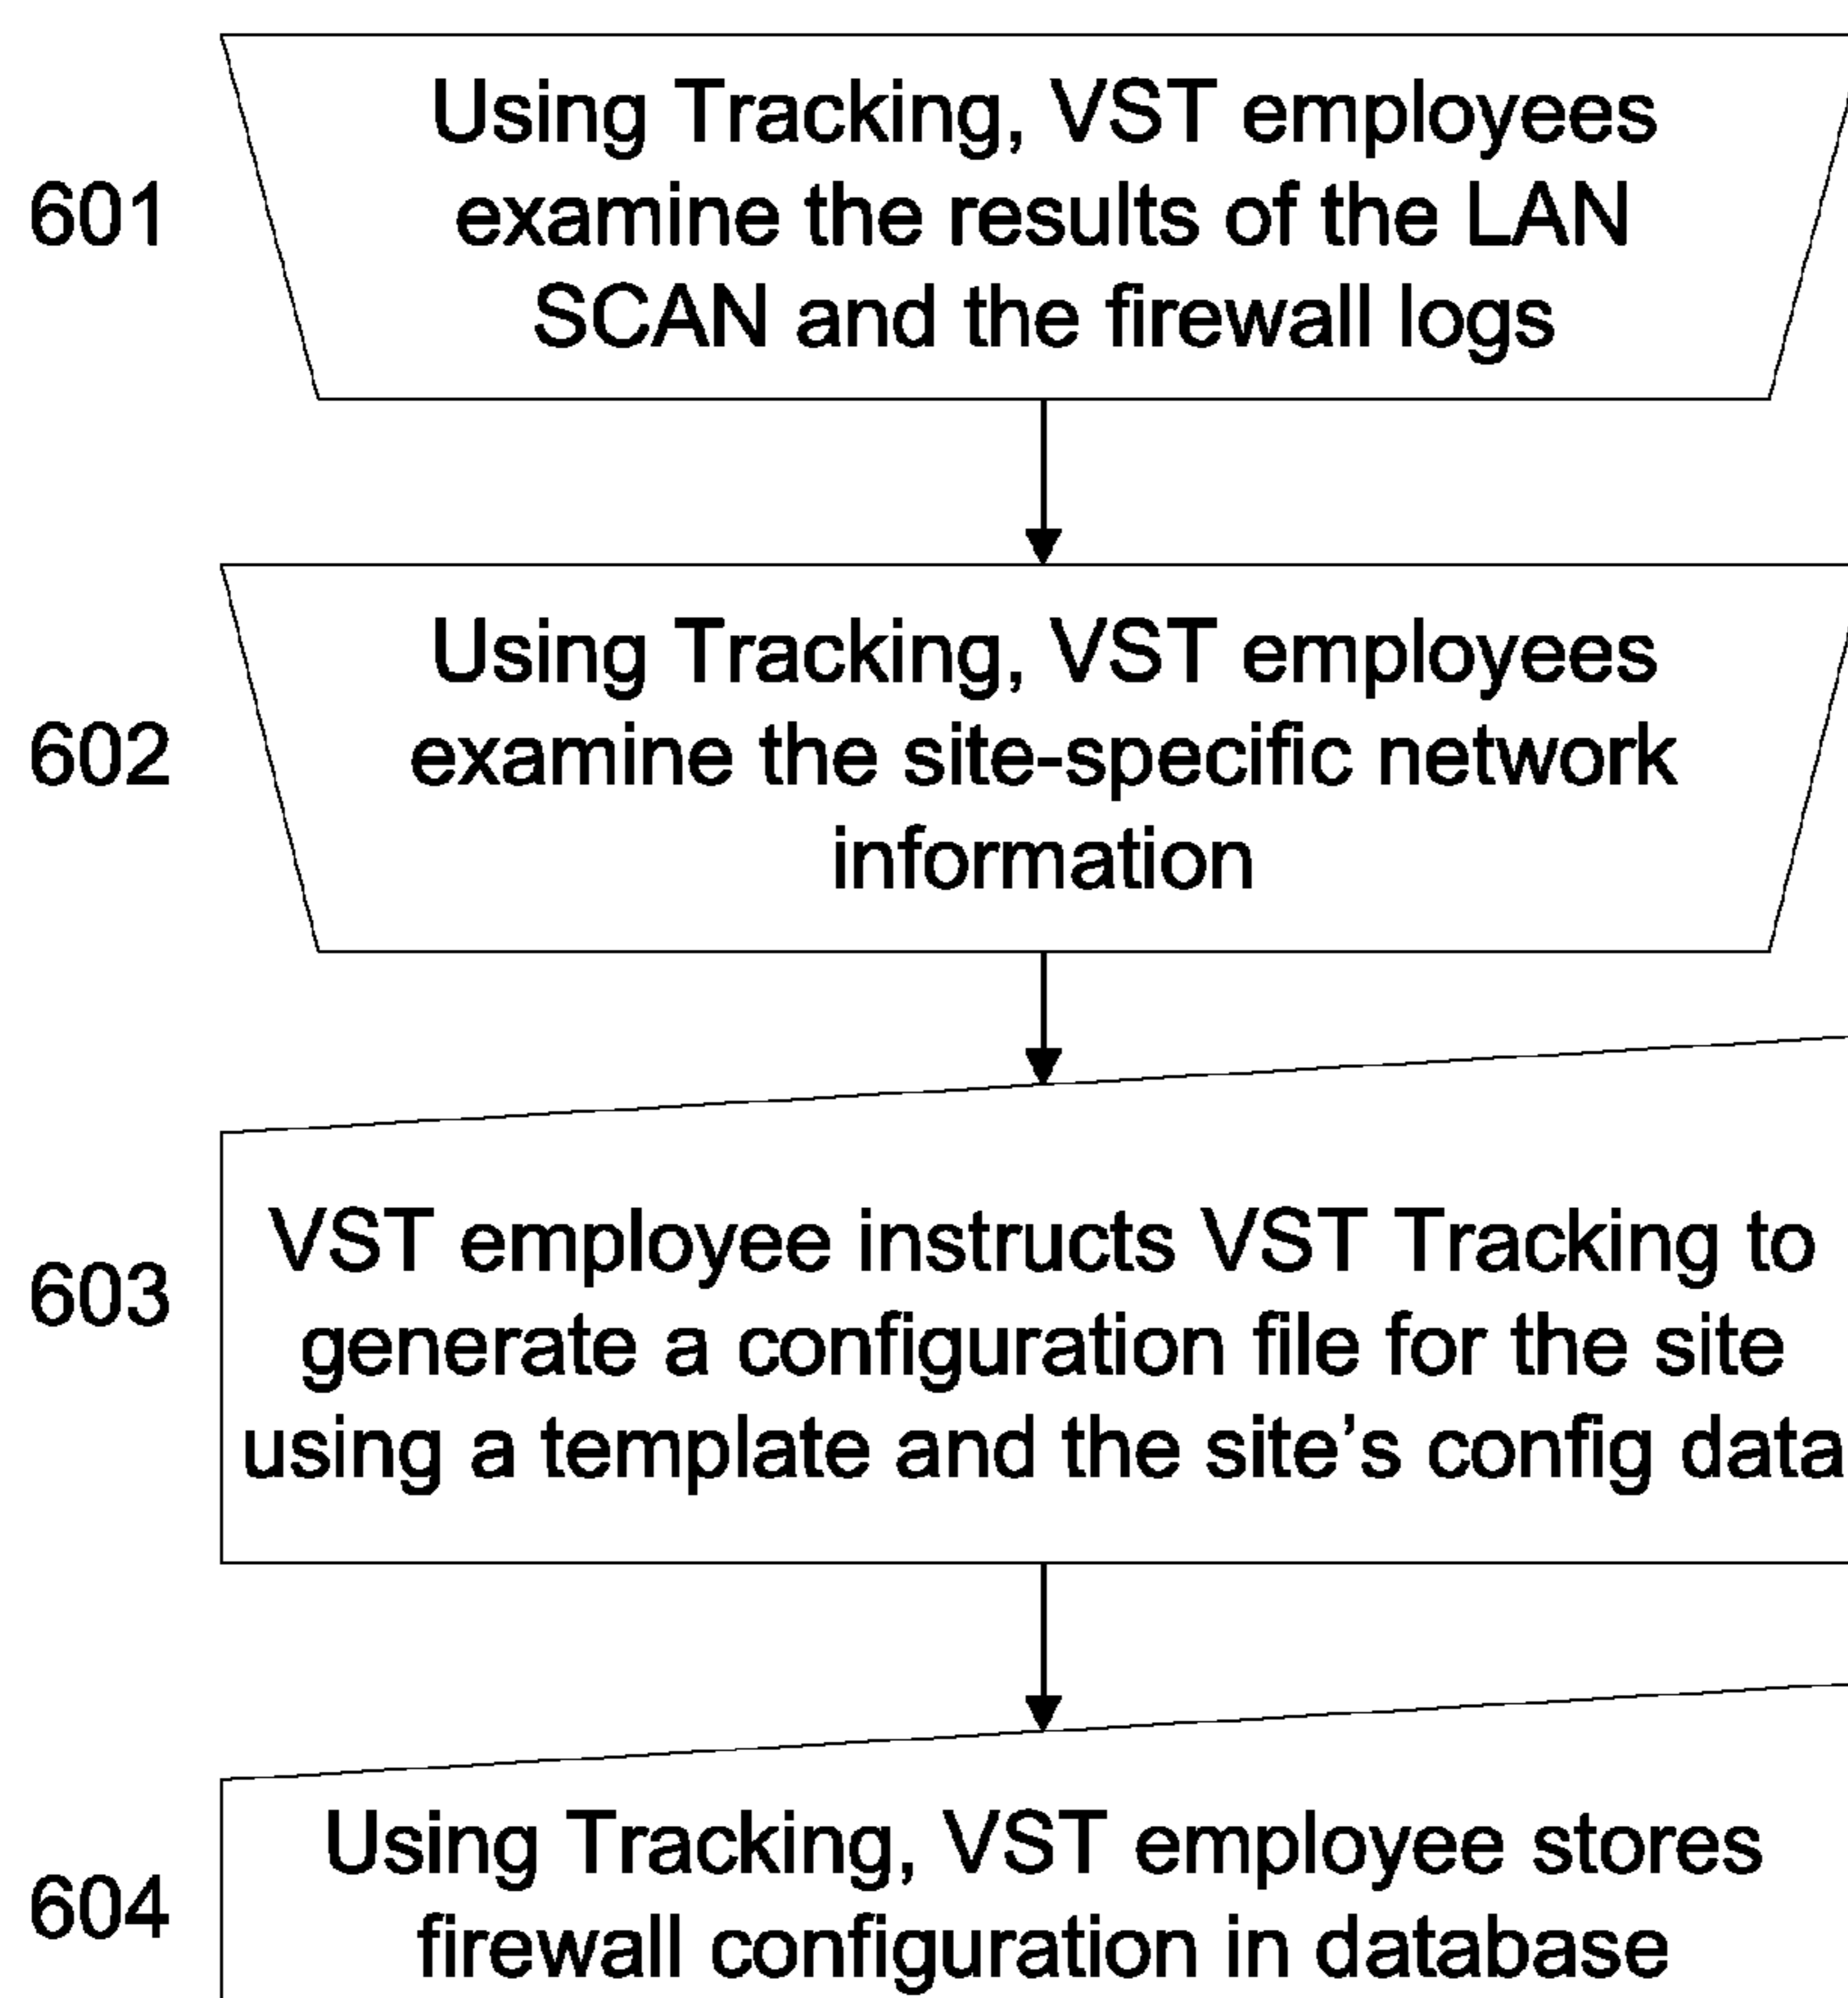 Using Tracking, VST employees
601
examine the results of the LAN
SCAN and the firewall logs
Using Tracking, VST employees
602
examine the site-specific network
information
VST employee instructs VST Tracking to
603
generate a configuration file for the site
using a template and the site's config data
Using Tracking, VST employee stores
604
firewall configuration in database